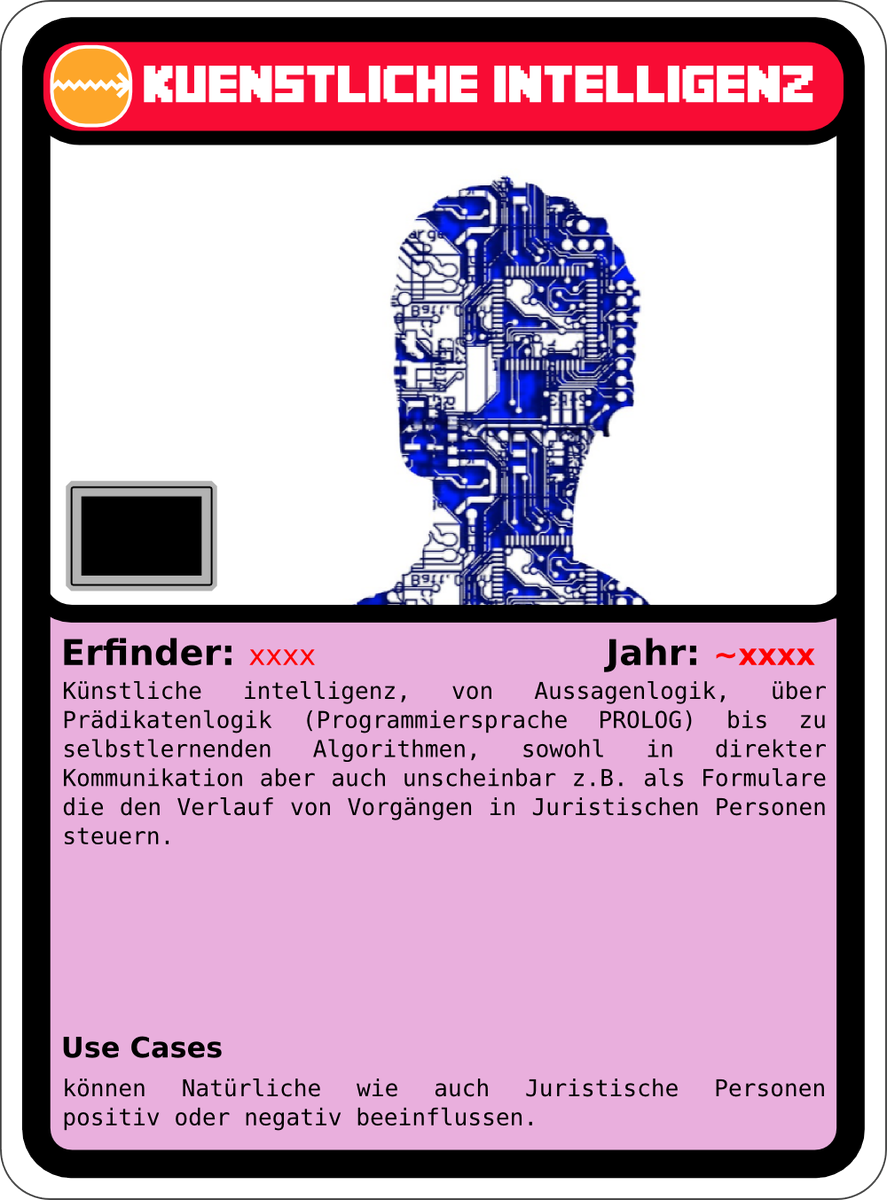 KUENSTLICHE INTELLIGENZ
Erfinder: xxxx Jahr: ~xxxx
Künstliche intelligenz, von Aussagenlogik, über
Prädikatenlogik (Programmiersprache PROLOG) bis zu
selbstlernenden Algorithmen, sowohl in direkter
Kommunikation aber auch unscheinbar z.B. als Formulare
die den Verlauf von Vorgängen in Juristischen Personen
steuern.
Use Cases
können Natürliche wie auch Juristische Personen
positiv oder negativ beeinflussen.